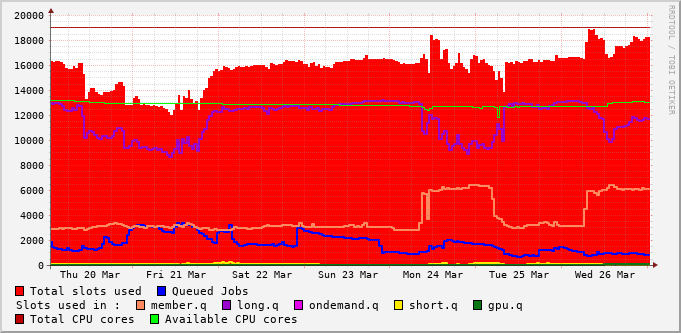 20000
18000
16000
14000
12000
10000
8000
6000
4000
2000
0
Thu 20 Mar Fri 21 Mar Sat 22 Mar Sun 23 Mar Mon 24 Mar Tue 25 Mar Wed 26 Mar
RRDTOOL / TOBI OETIKER
Total slots used Queued Jobs
Slots used in : member.q long.q ondemand.q short.q gpu.q
Total CPU cores Available CPU cores